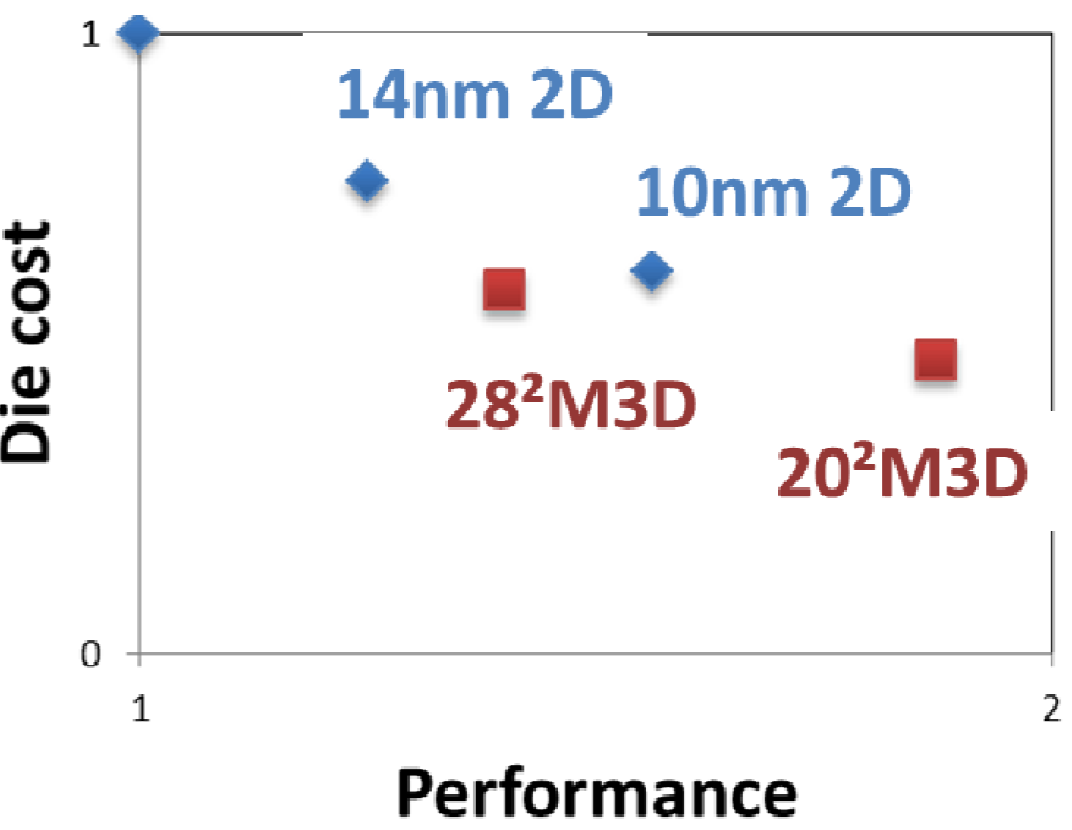 1
14nm 2D
10nm 2D
Die cost
28²M3D
20²M3D
0
1
2
Performance